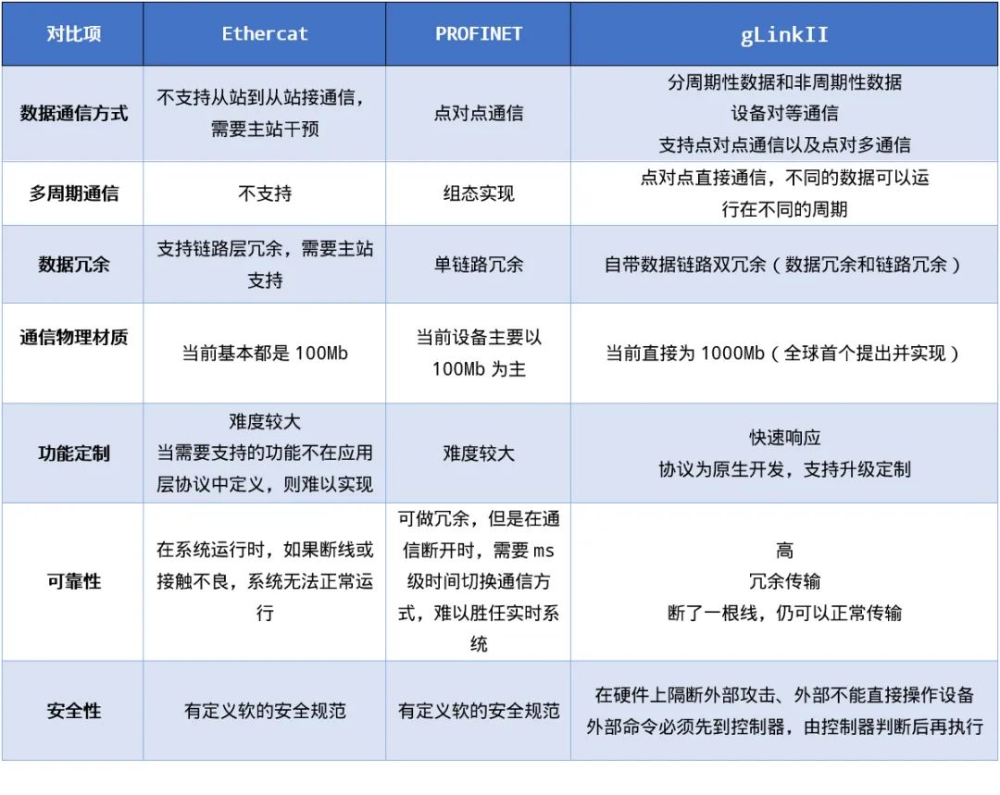 对比项
Ethercat
PROFINET
gLinkII
数据通信方式
不支持从站到从站接通信，
需要主站干预
点对点通信
分周期性数据和非周期性数据
设备对等通信
支持点对点通信以及点对多通信
多周期通信
不支持
组态实现
点对点直接通信，不同的数据可以运
行在不同的周期
数据冗余
支持链路层冗余，需要主站
支持
单链路冗余
自带数据链路双冗余（数据冗余和链路冗余）
通信物理材质
当前基本都是 100Mb
当前设备主要以
100Mb 为主
当前直接为 1000Mb（全球首个提出并实现）
功能定制
难度较大
当需要支持的功能不在应用
层协议中定义，则难以实现
难度较大
快速响应
协议为原生开发，支持升级定制
可靠性
在系统运行时，如果断线或
接触不良，系统无法正常运
行
可做冗余，但是在通
信断开时，需要 ms
级时间切换通信方
式，难以胜任实时系
统
高
冗余传输
断了一根线，仍可以正常传输
安全性
有定义软的安全规范
有定义软的安全规范
在硬件上隔断外部攻击、外部不能直接操作设备
外部命令必须先到控制器，由控制器判断后再执行